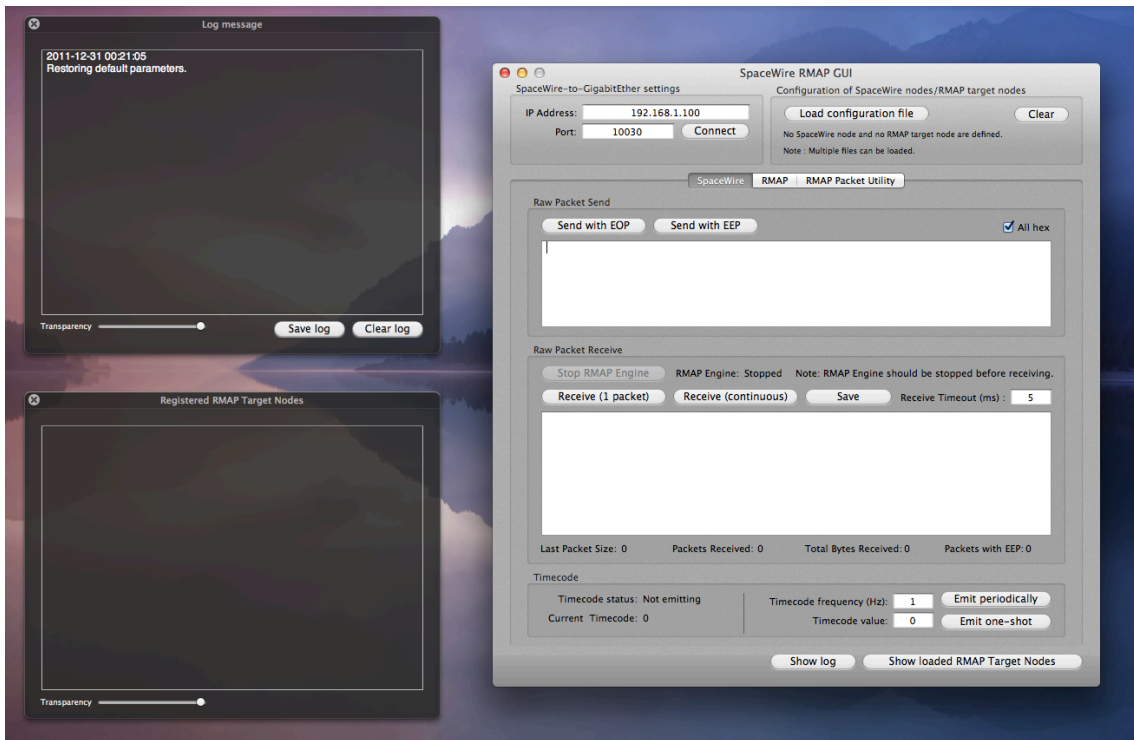 Log message
2011-12-31 00:21:05
Restoring default parameters.
Transparency
Save log
Clear log
Registered RMAP Target Nodes
Transparency
SpaceWire RMAP GUI
SpaceWire-to-GigabitEther settings
IP Address: 192.168.1.100
Port: 10030 Connect
Configuration of SpaceWire nodes/RMAP target nodes
Load configuration file Clear
No SpaceWire node and no RMAP target node are defined.
Note : Multiple files can be loaded.
SpaceWire RMAP RMAP Packet Utility
Raw Packet Send
Send with EOP Send with EEP All hex
Raw Packet Receive
Stop RMAP Engine RMAP Engine: Stopped Note: RMAP Engine should be stopped before receiving.
Receive (1 packet) Receive (continuous) Save Receive Timeout (ms) : 5
Last Packet Size: 0 Packets Received: 0 Total Bytes Received: 0 Packets with EEP: 0
Timecode
Timecode status: Not emitting
Current Timecode: 0
Timecode frequency (Hz): 1 Emit periodically
Timecode value: 0 Emit one-shot
Show log Show loaded RMAP Target Nodes